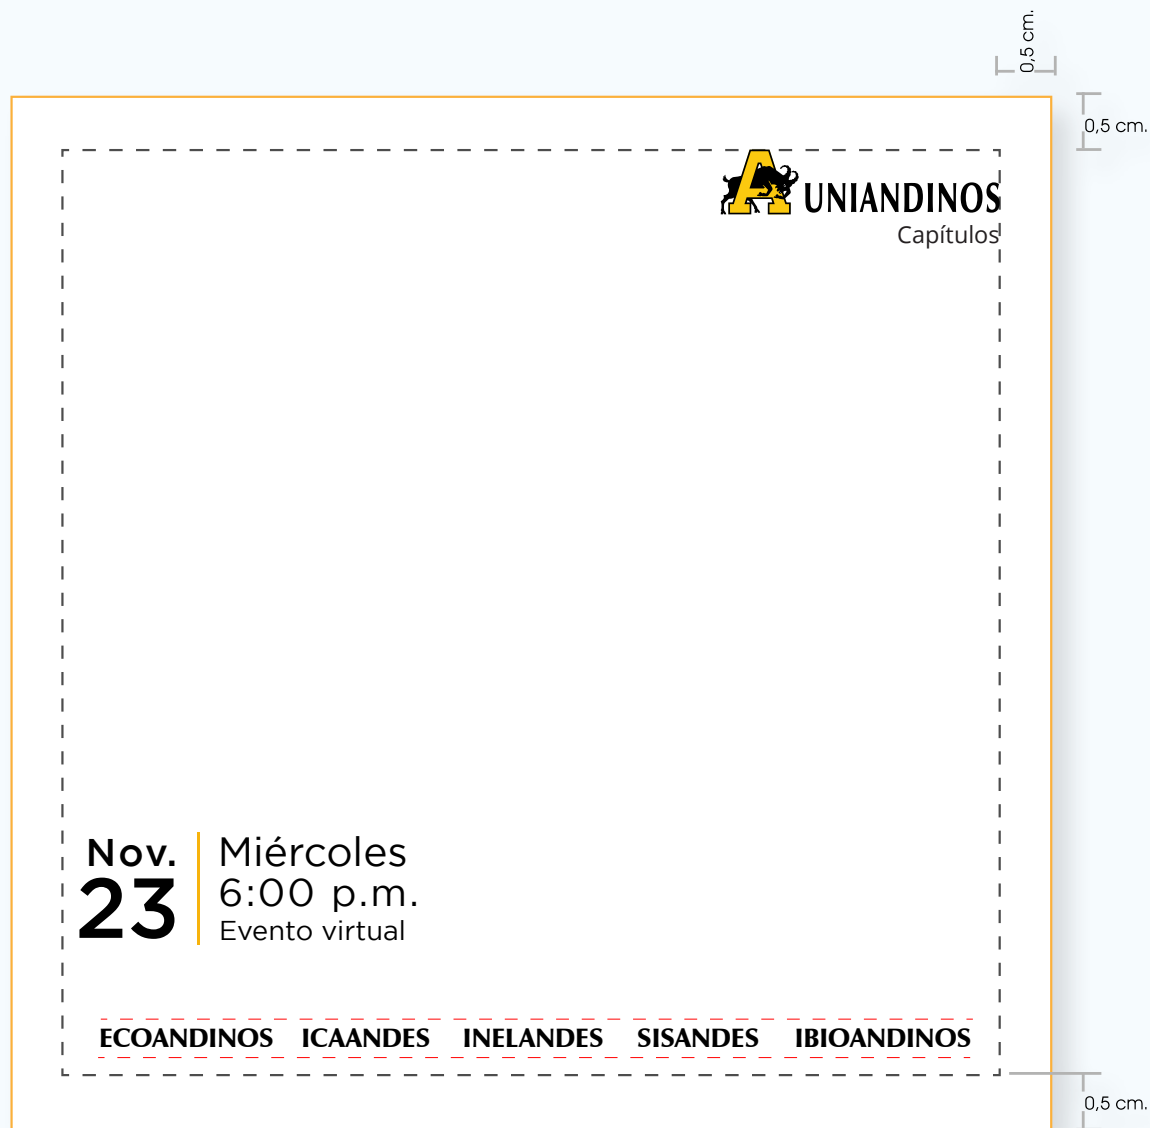 0,5 cm.
0,5 cm.
A UNIANDINOS
Capítulos
Nov.
23
Miércoles
6:00 p.m.
Evento virtual
ECOANDINOS ICAANDES INELANDES SISANDES IBIOANDINOS
0,5 cm.